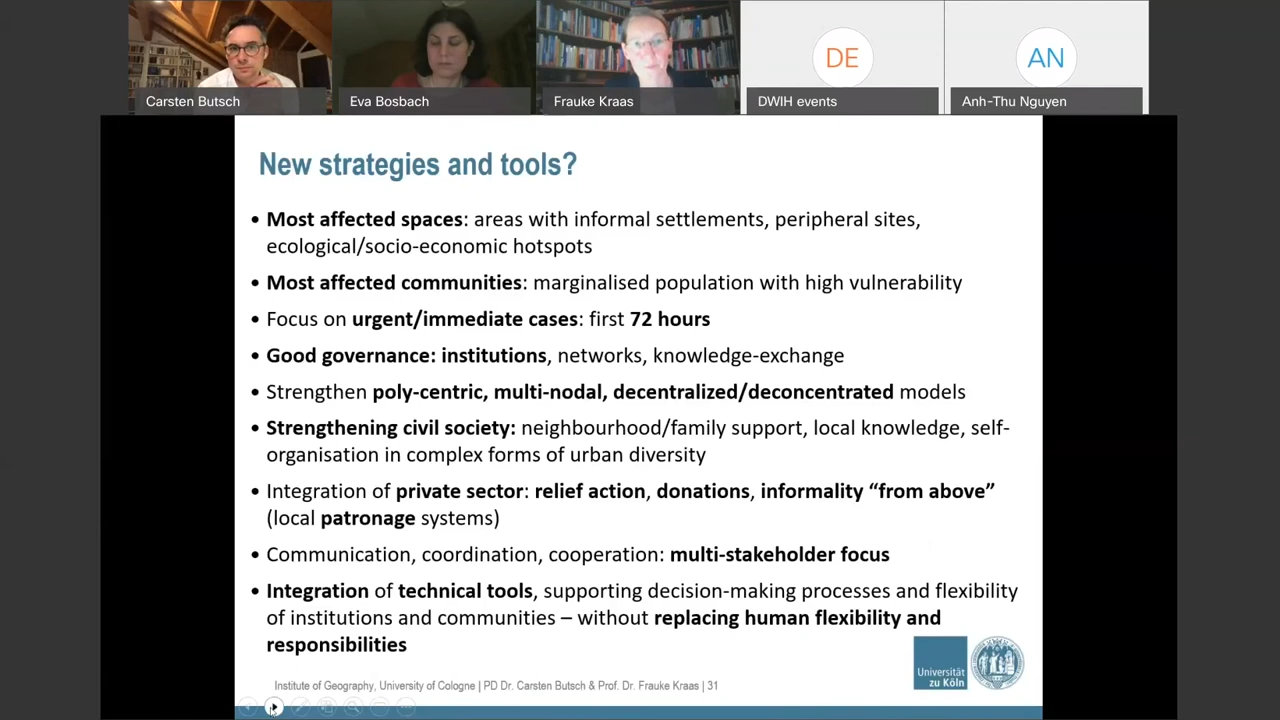 DE
AN
Carsten Butsch
Eva Bosbach
Frauke Kraas
DWIH events
Anh-Thu Nguyen
New strategies and tools?
• Most affected spaces: areas with informal settlements, peripheral sites,
ecological/socio-economic hotspots
• Most affected communities: marginalised population with high vulnerability
• Focus on urgent/immediate cases: first 72 hours
• Good governance: institutions, networks, knowledge-exchange
• Strengthen poly-centric, multi-nodal, decentralized/deconcentrated models
• Strengthening civil society: neighbourhood/family support, local knowledge, self-
organisation in complex forms of urban diversity
• Integration of private sector: relief action, donations, informality “from above”
(local patronage systems)
• Communication, coordination, cooperation: multi-stakeholder focus
• Integration of technical tools, supporting decision-making processes and flexibility
of institutions and communities – without replacing human flexibility and
responsibilities
Universität
zu Köln
Institute of Geography, University of Cologne | PD Dr. Carsten Butsch & Prof. Dr. Frauke Kraas | 31